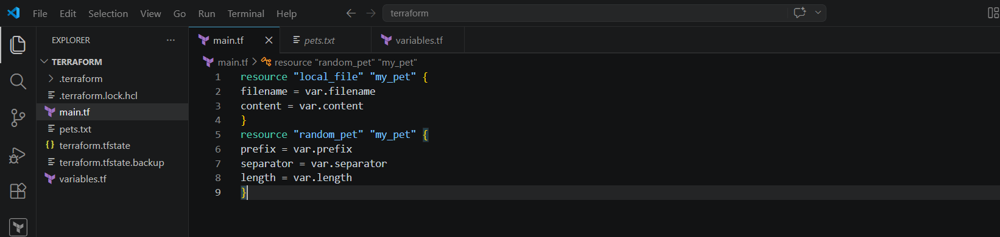 File Edit Selection View Go Run Terminal Help
terraform
EXPLORER
TERRAFORM
.terraform
.terraform.lock.hcl
main.tf
pets.txt
{} terraform.tfstate
terraform.tfstate.backup
variables.tf
main.tf pets.txt variables.tf
main.tf > resource "random_pet" "my_pet"
1 resource "local_file" "my_pet" {
2 filename = var.filename
3 content = var.content
4 }
5 resource "random_pet" "my_pet" {
6 prefix = var.prefix
7 separator = var.separator
8 length = var.length
9 }